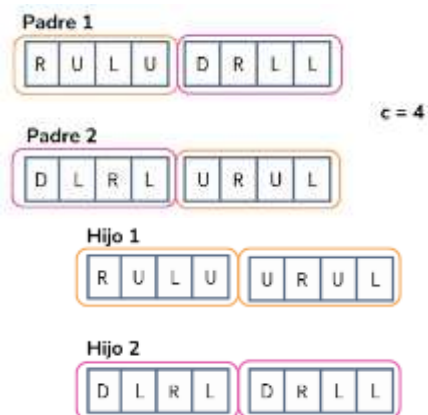 Padre 1
R U L U D R L L
c = 4
Padre 2
D L R L U R U L
Hijo 1
R U L U U R U L
Hijo 2
D L R L D R L L